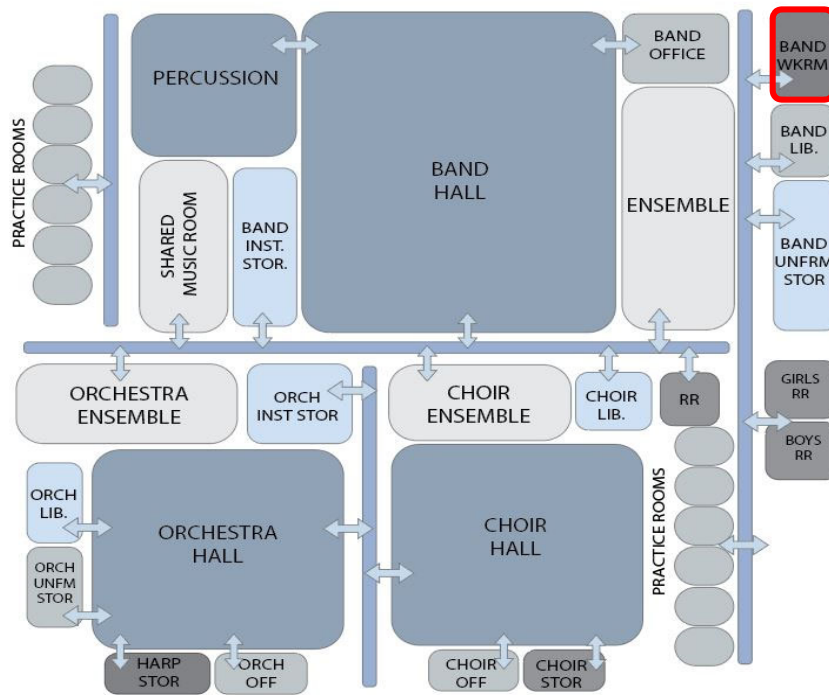 PERCUSSION
BAND
HALL
BAND
OFFICE
BAND
WKRM
BAND
LIB.
BAND
UNFRM
STOR
ENSEMBLE
PRACTICE ROOMS
SHARED
MUSIC ROOM
BAND
INST.
STOR.
ORCHESTRA
ENSEMBLE
ORCH
INST STOR
CHOIR
ENSEMBLE
CHOIR
LIB.
RR
GIRLS
RR
BOYS
RR
ORCH
LIB.
ORCH
UNFM
STOR
ORCHESTRA
HALL
CHOIR
HALL
PRACTICE ROOMS
HARP
STOR
ORCH
OFF
CHOIR
OFF
CHOIR
STOR